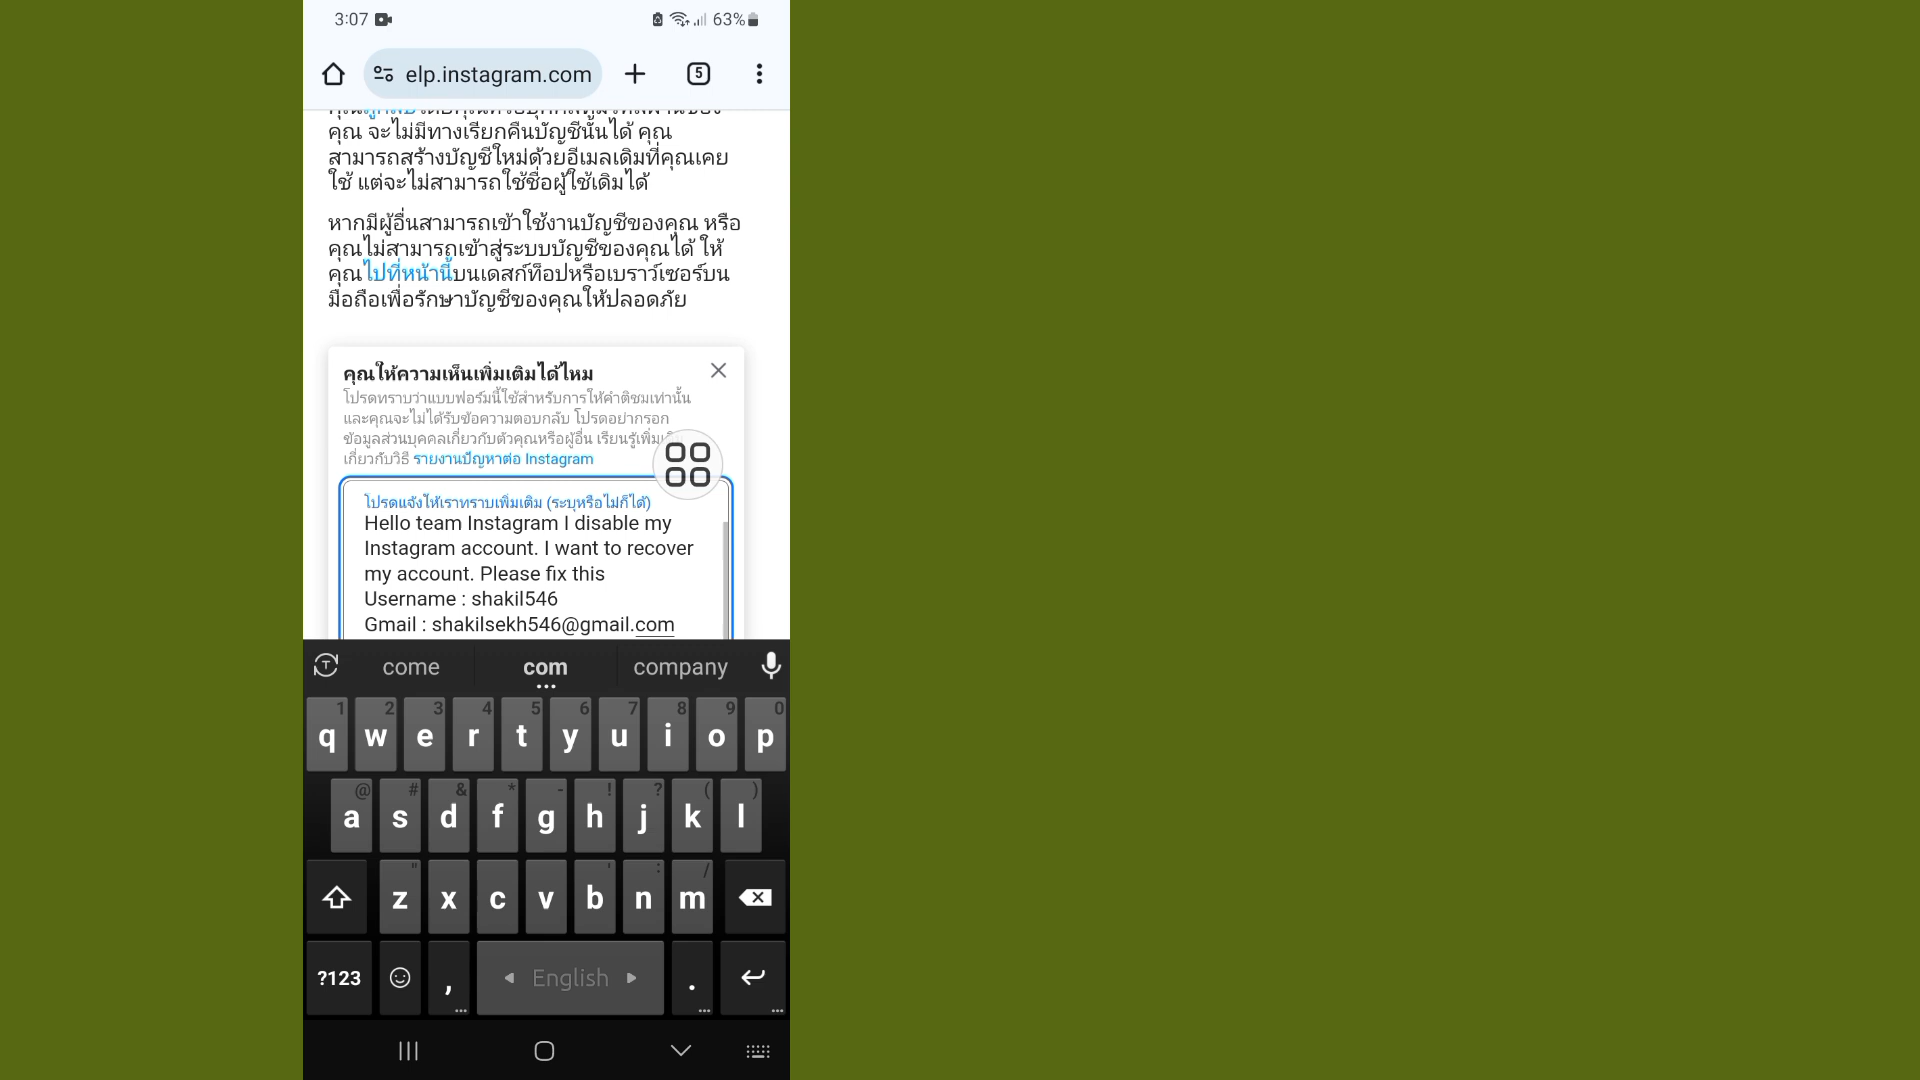 3:07
63%
elp.instagram.com
5
คุณ จะไม่มีทางเรียกคืนบัญชีนั้นได้ คุณ
สามารถสร้างบัญชีใหม่ด้วยอีเมลเดิมที่คุณเคย
ใช้ แต่จะไม่สามารถใช้ชื่อผู้ใช้เดิมได้
หากมีผู้อื่นสามารถเข้าใช้งานบัญชีของคุณ หรือ
คุณไม่สามารถเข้าสู่ระบบบัญชีของคุณได้ ให้
คุณไปที่หน้านี้บนเดสก์ท็อปหรือเบราว์เซอร์บน
มือถือเพื่อรักษาบัญชีของคุณให้ปลอดภัย
คุณให้ความเห็นเพิ่มเติมได้ไหม
โปรดทราบว่าแบบฟอร์มนี้ใช้สำหรับการให้คำติชมเท่านั้น
และคุณจะไม่ได้รับข้อความตอบกลับ โปรดอย่ากรอก
ข้อมูลส่วนบุคคลเกี่ยวกับตัวคุณหรือผู้อื่น เรียนรู้เพิ่มเติม
เกี่ยวกับวิธี รายงานปัญหาต่อ Instagram
โปรดแจ้งให้เราทราบเพิ่มเติม (ระบุหรือไม่ก็ได้)
Hello team Instagram I disable my
Instagram account. I want to recover
my account. Please fix this
Username : shakil546
Gmail : shakilsekh546@gmail.com
come com company
1 2 3 4 5 6 7 8 9 0
q w e r t y u i o p
@ # & * - ! ? ( )
a s d f g h j k l
" ' : /
z x c v b n m
?123 , English .